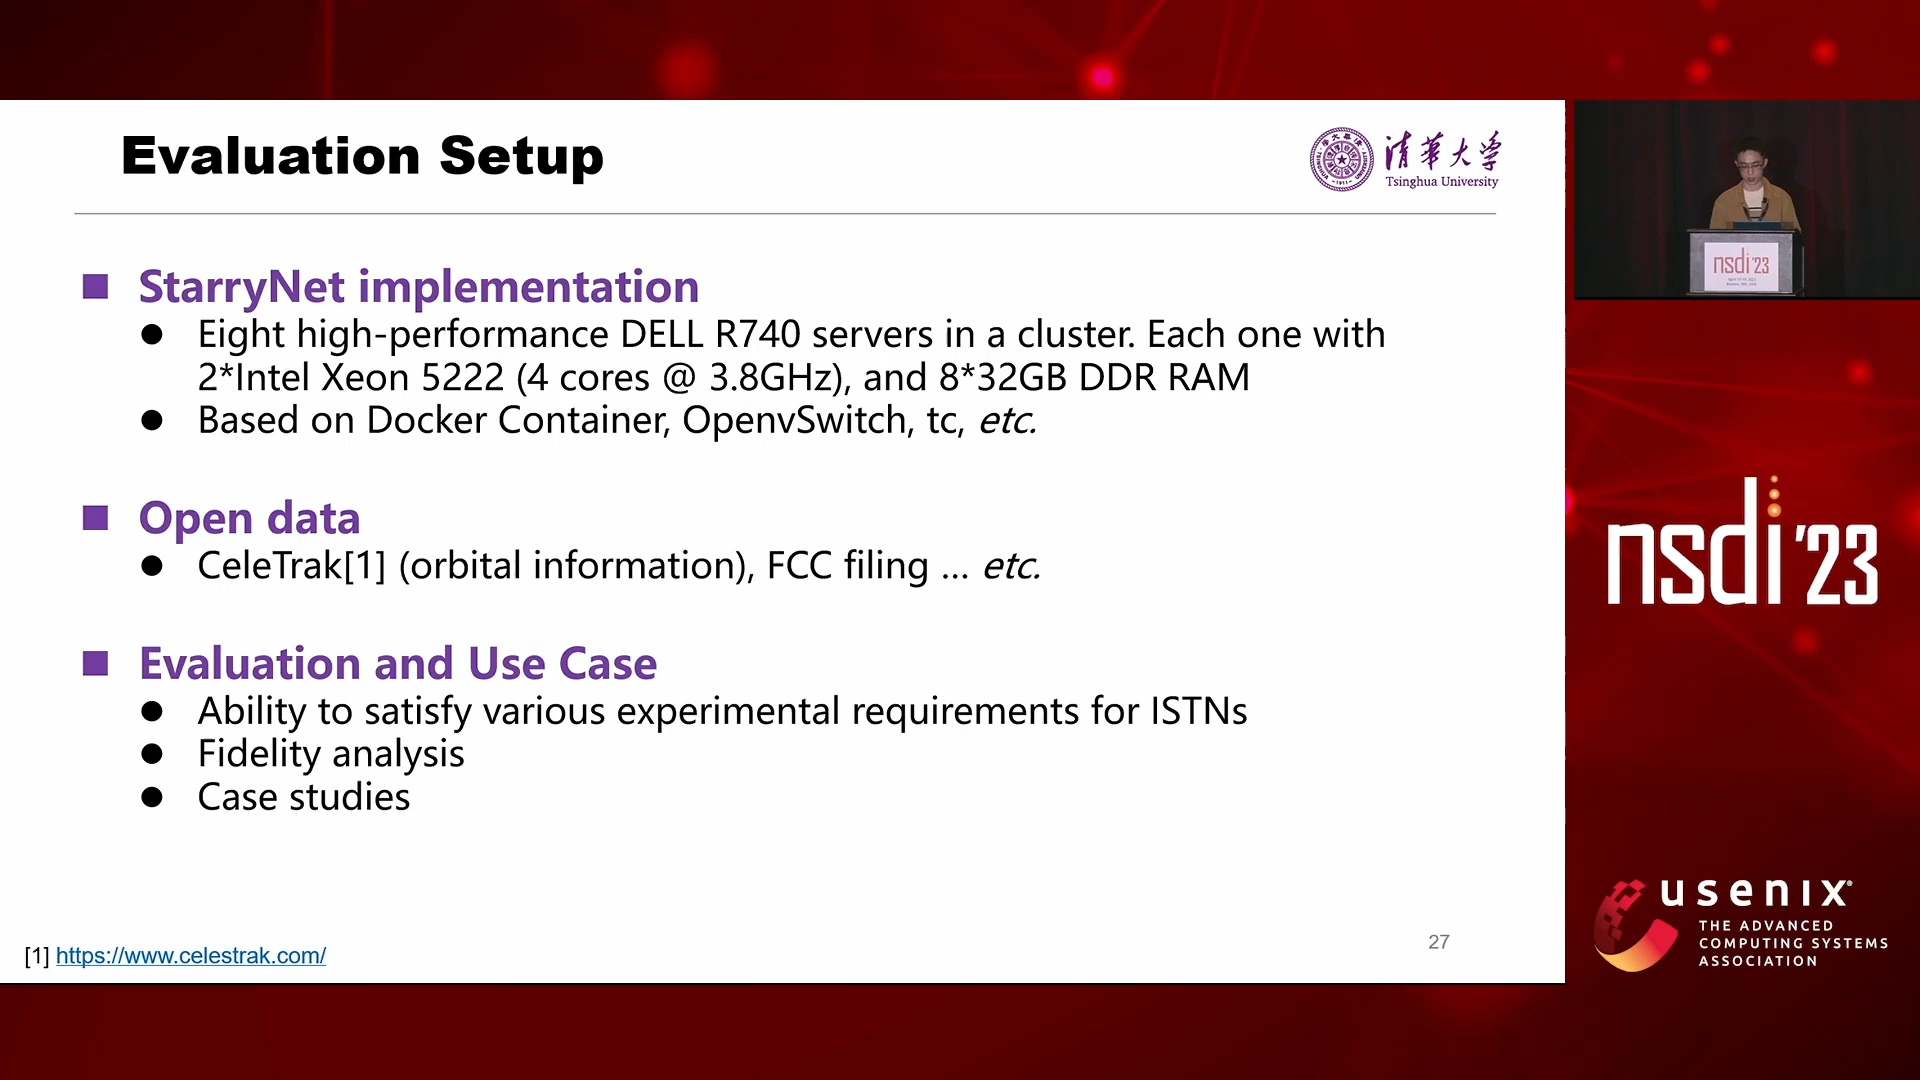 Evaluation Setup
清華大学
Tsinghua University
StarryNet implementation
Eight high-performance DELL R740 servers in a cluster. Each one with
2*Intel Xeon 5222 (4 cores @ 3.8GHz), and 8*32GB DDR RAM
Based on Docker Container, OpenvSwitch, tc, etc.
Open data
CeleTrak[1] (orbital information), FCC filing ... etc.
Evaluation and Use Case
Ability to satisfy various experimental requirements for ISTNs
Fidelity analysis
Case studies
[1] https://www.celestrak.com/
27
nsdi'23
nsdi'23
usenix®
THE ADVANCED
COMPUTING SYSTEMS
ASSOCIATION